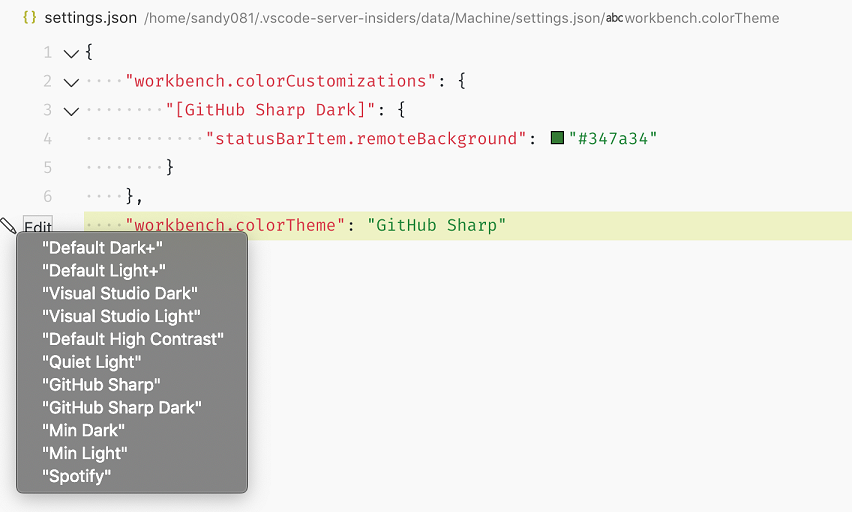 {} settings.json /home/sandy081/.vscode-server-insiders/data/Machine/settings.json/abcworkbench.colorTheme
1 {
2 ····"workbench.colorCustomizations": {
3 ········"[GitHub Sharp Dark]": {
4 ············"statusBarItem.remoteBackground": "#347a34"
5 ········}
6 ····},
Edit ····"workbench.colorTheme": "GitHub Sharp"
"Default Dark+"
"Default Light+"
"Visual Studio Dark"
"Visual Studio Light"
"Default High Contrast"
"Quiet Light"
"GitHub Sharp"
"GitHub Sharp Dark"
"Min Dark"
"Min Light"
"Spotify"